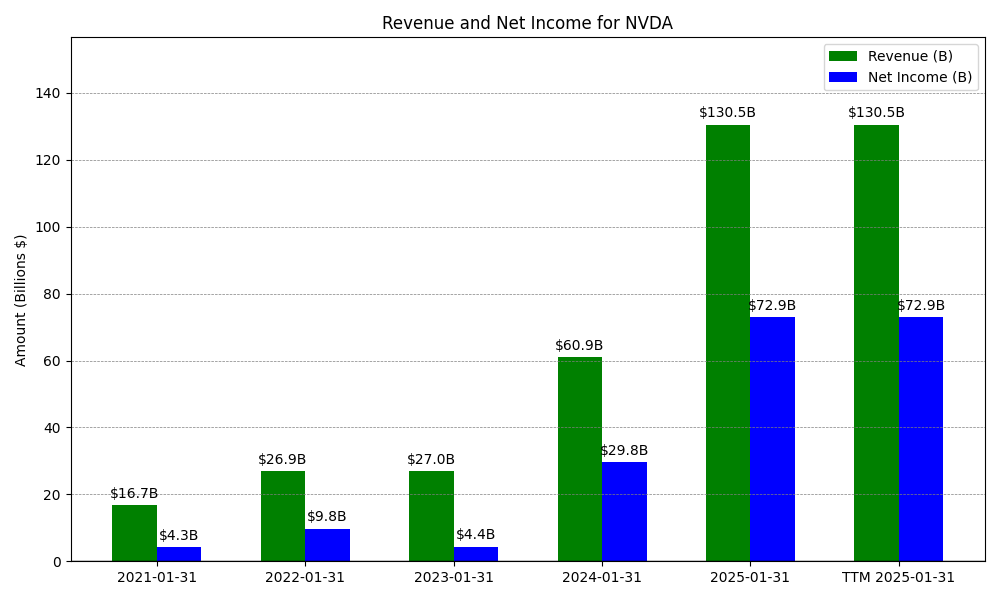 Revenue and Net Income for NVDA
Revenue (B)
Net Income (B)
Amount (Billions $)
140
120
100
80
60
40
20
0
$16.7B
$4.3B
$26.9B
$9.8B
$27.0B
$4.4B
$60.9B
$29.8B
$130.5B
$72.9B
$130.5B
$72.9B
2021-01-31
2022-01-31
2023-01-31
2024-01-31
2025-01-31
TTM 2025-01-31